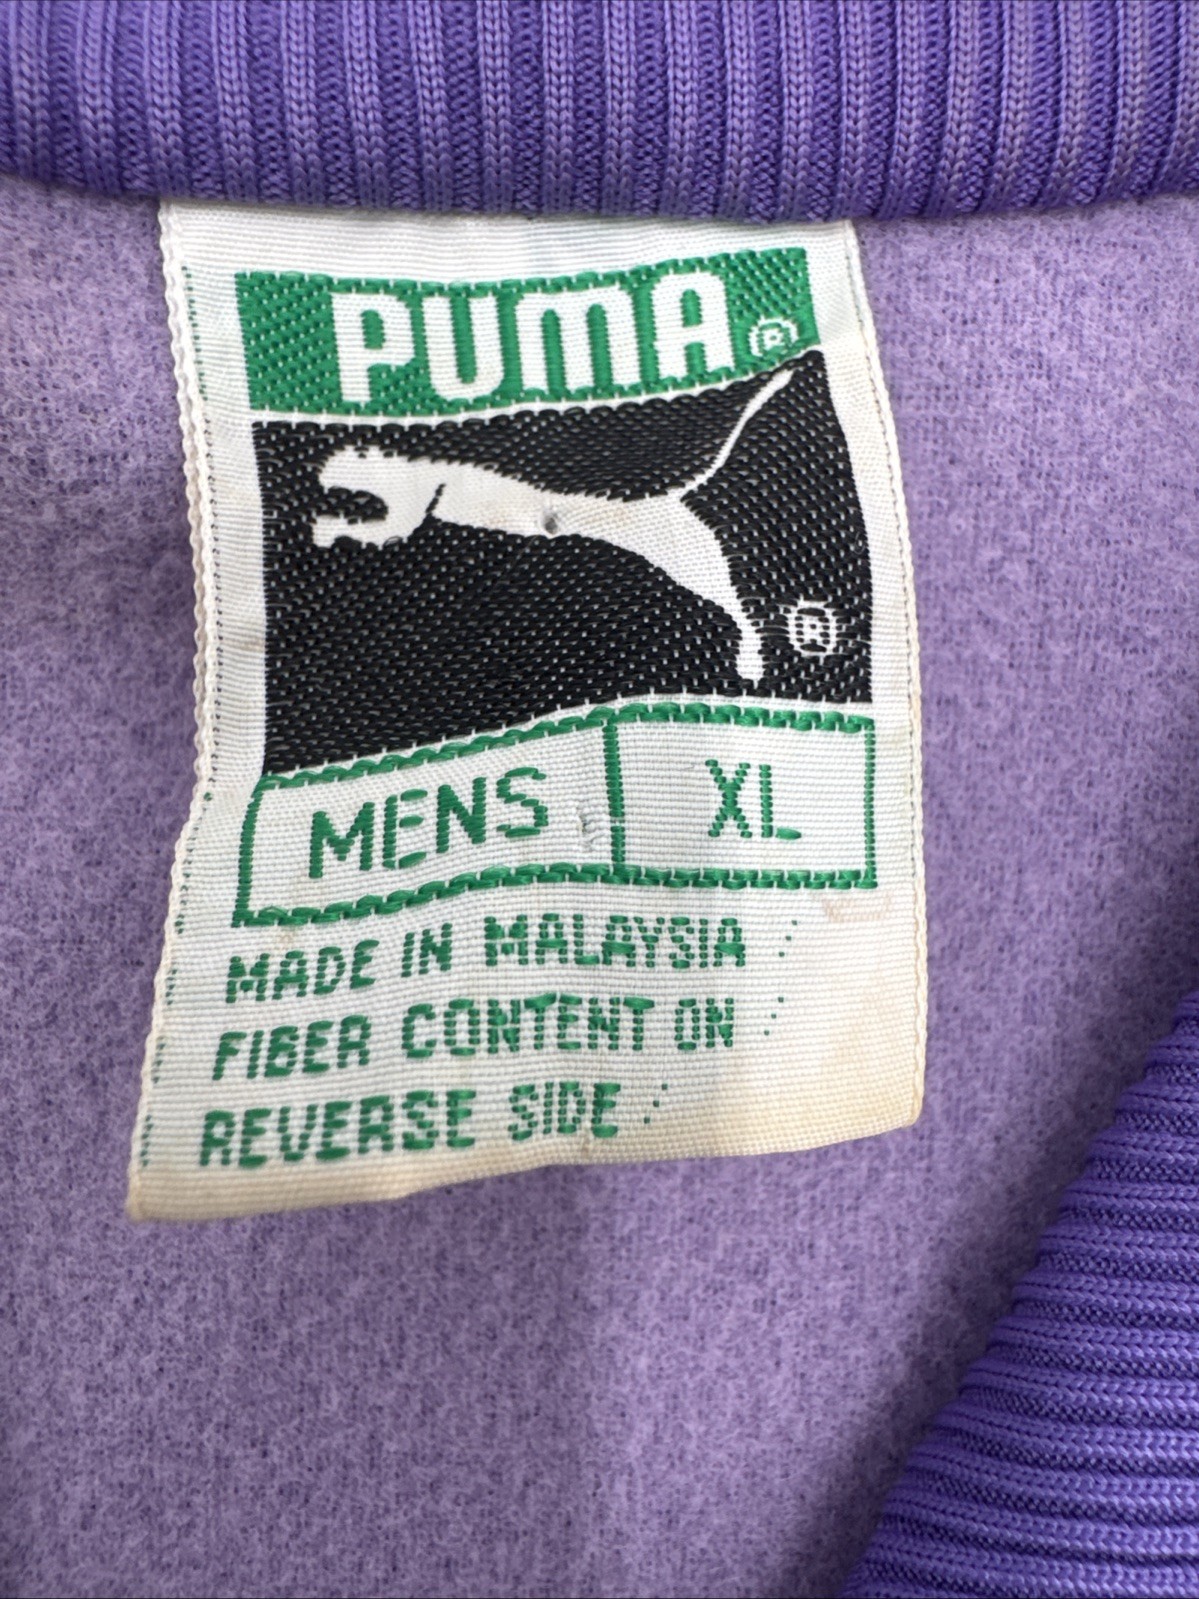 PUMA®
®
MENS XL
MADE IN MALAYSIA
FIBER CONTENT ON
REVERSE SIDE